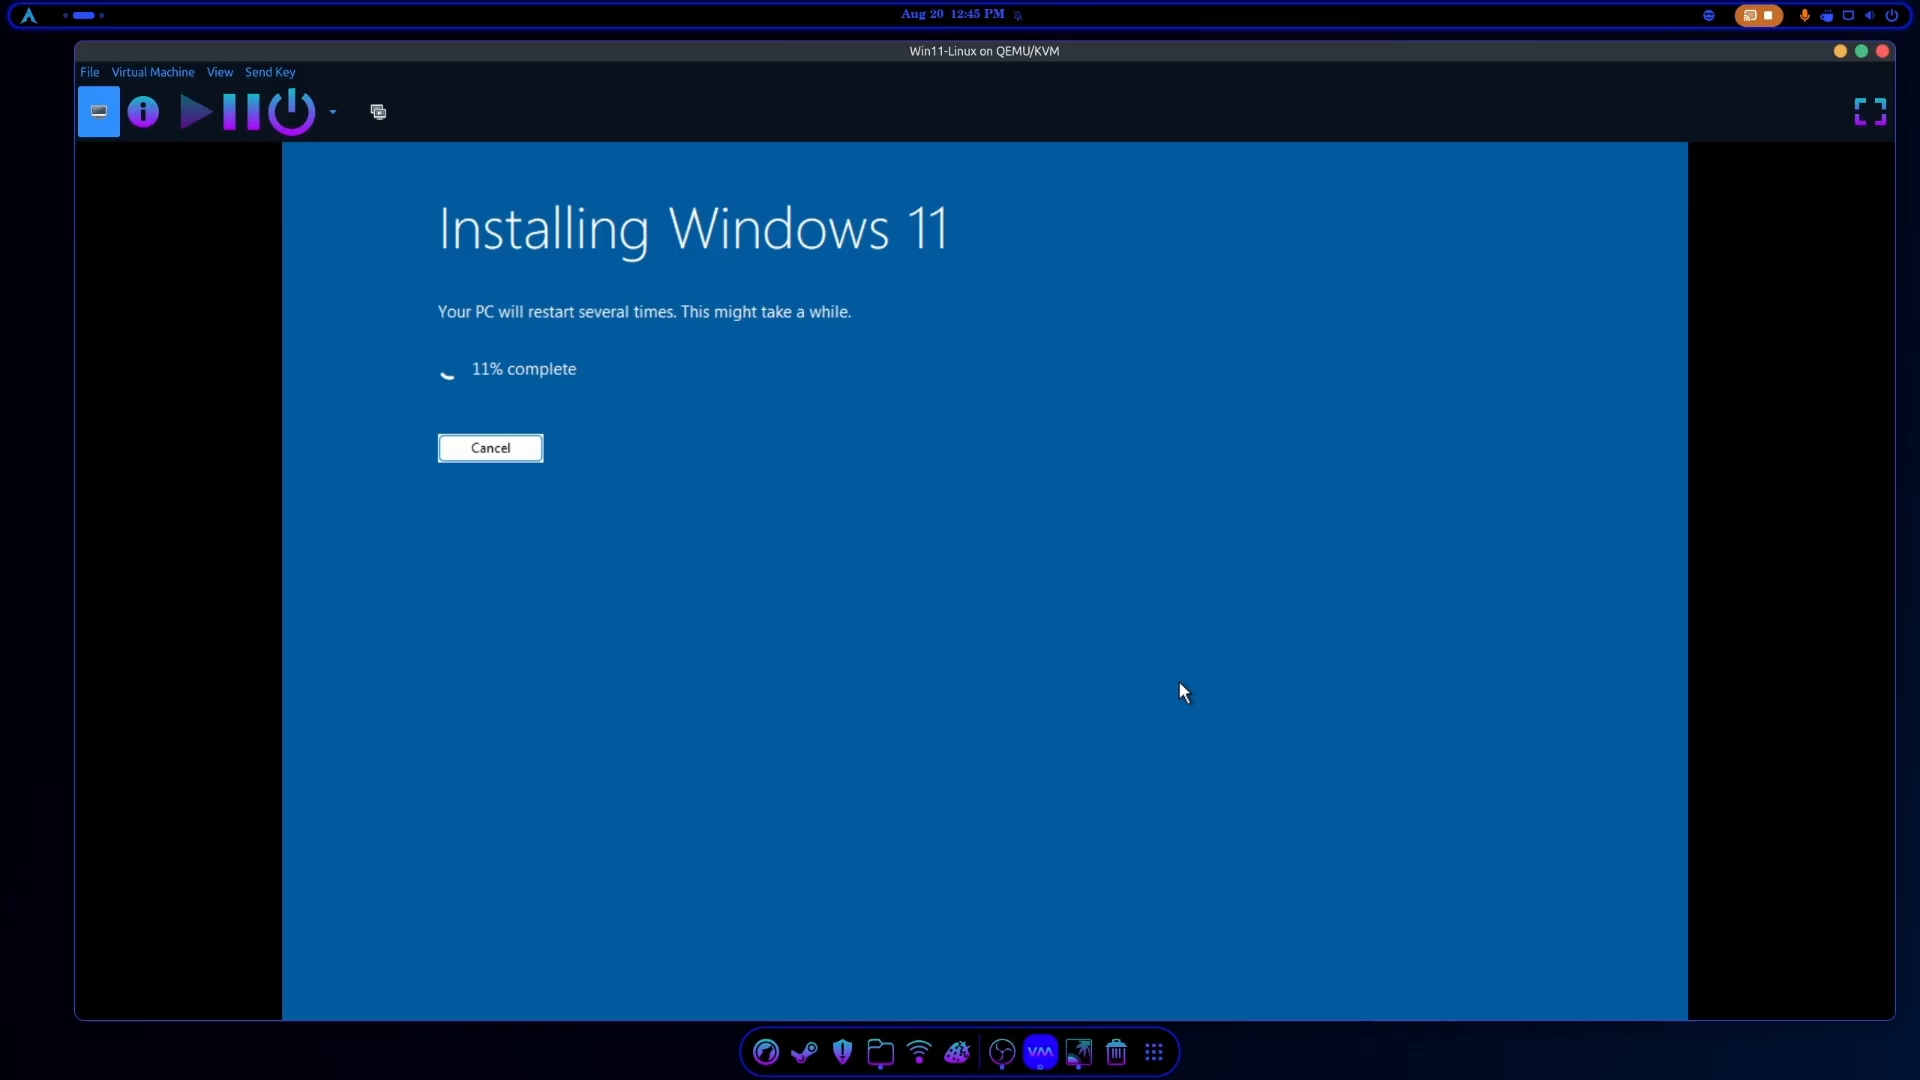 Aug 20 12:45 PM
Win11-Linux on QEMU/KVM
File Virtual Machine View Send Key
Installing Windows 11
Your PC will restart several times. This might take a while.
11% complete
Cancel
VM